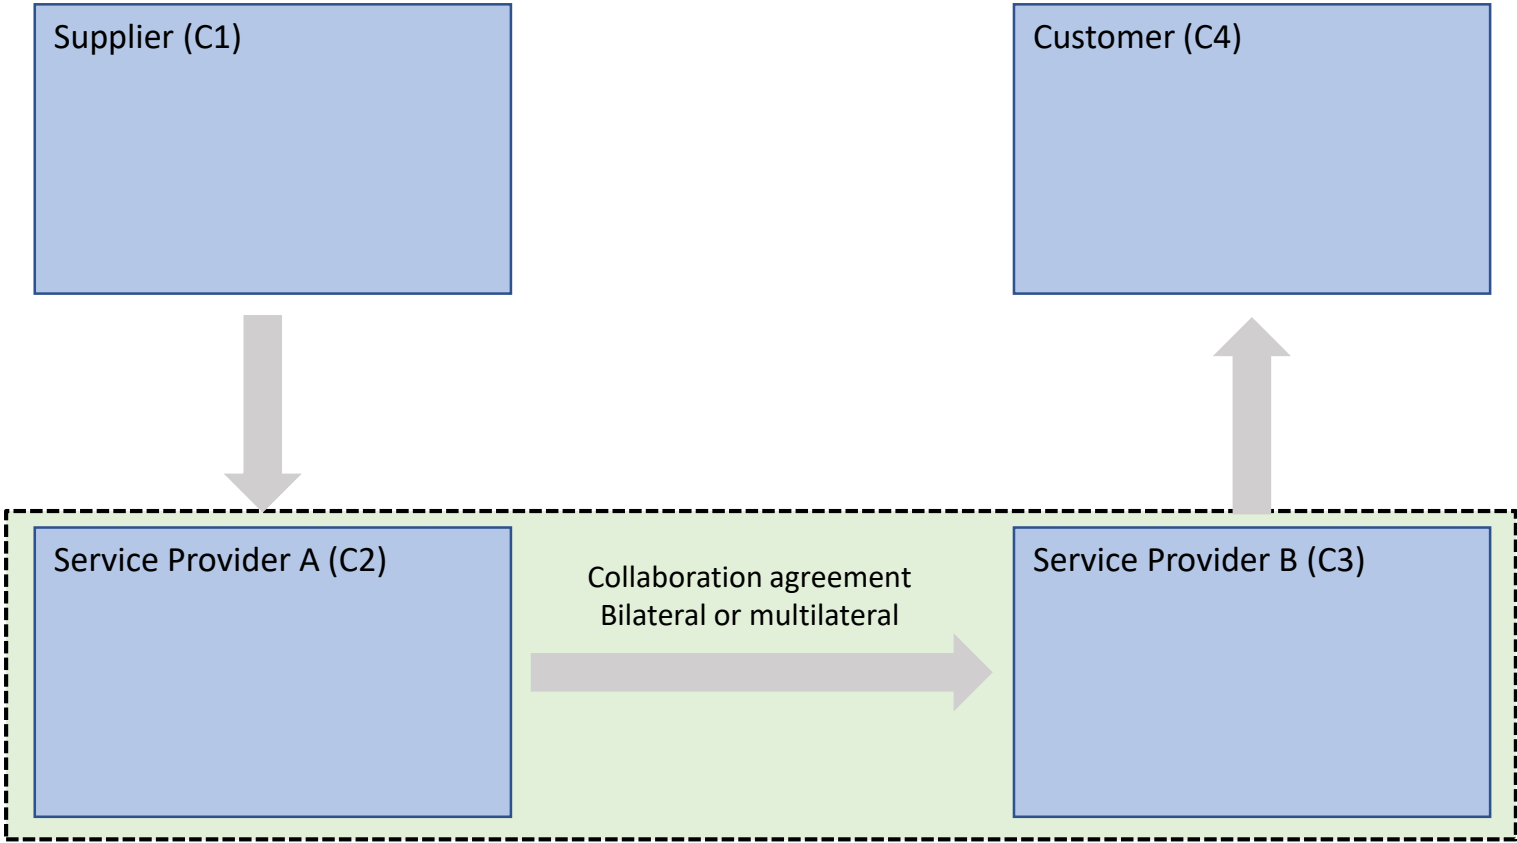 Supplier (C1)
Customer (C4)
Service Provider A (C2)
Collaboration agreement
Bilateral or multilateral
Service Provider B (C3)